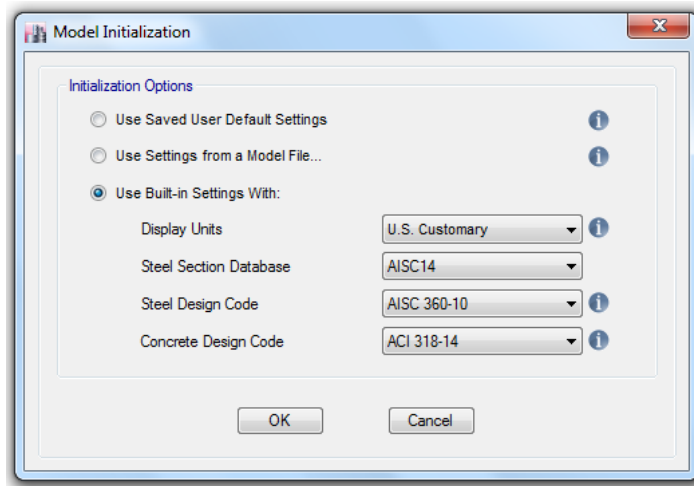 Model Initialization
Initialization Options
Use Saved User Default Settings
Use Settings from a Model File...
Use Built-in Settings With:
Display Units U.S. Customary
Steel Section Database AISC14
Steel Design Code AISC 360-10
Concrete Design Code ACI 318-14
OK Cancel